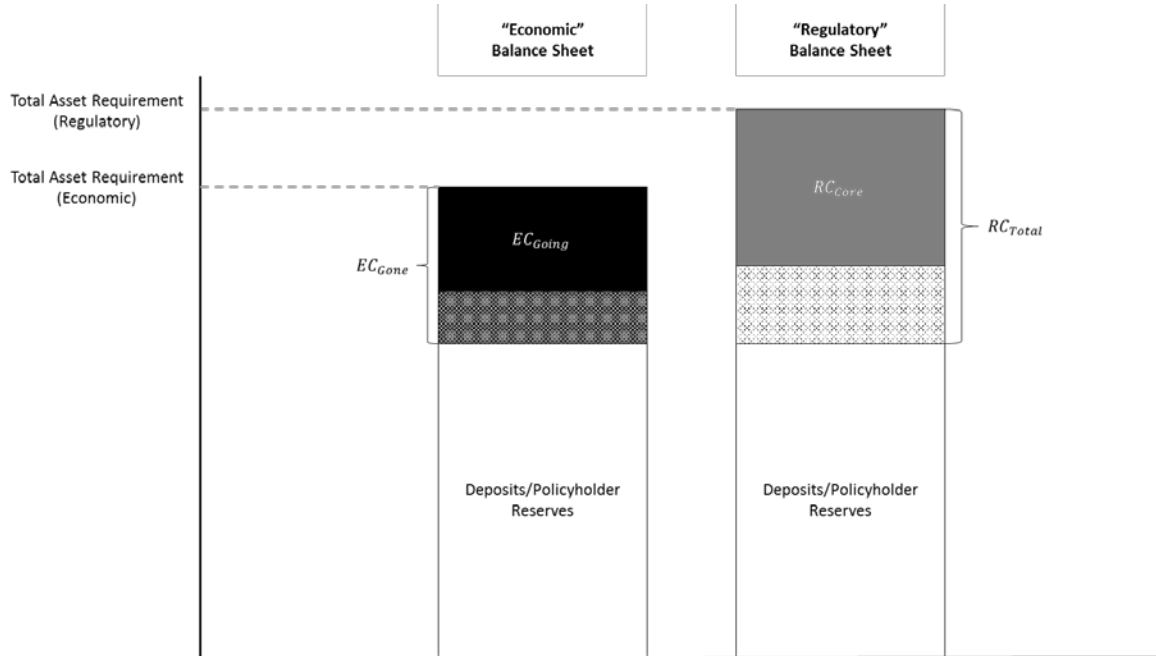 “Economic”
Balance Sheet
“Regulatory”
Balance Sheet
Total Asset Requirement
(Regulatory)
Total Asset Requirement
(Economic)
RC_Core
RC_Total
EC_Going
EC_Gone
Deposits/Policyholder
Reserves
Deposits/Policyholder
Reserves